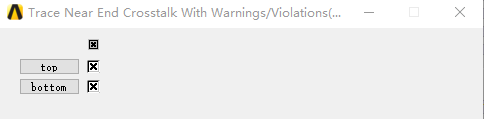 Trace Near End Crosstalk With Warnings/Violations(...
top
bottom